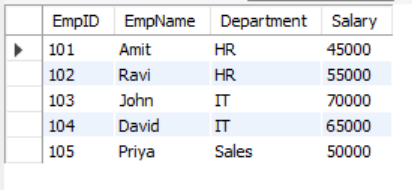 EmpID EmpName Department Salary
101 Amit HR 45000
102 Ravi HR 55000
103 John IT 70000
104 David IT 65000
105 Priya Sales 50000